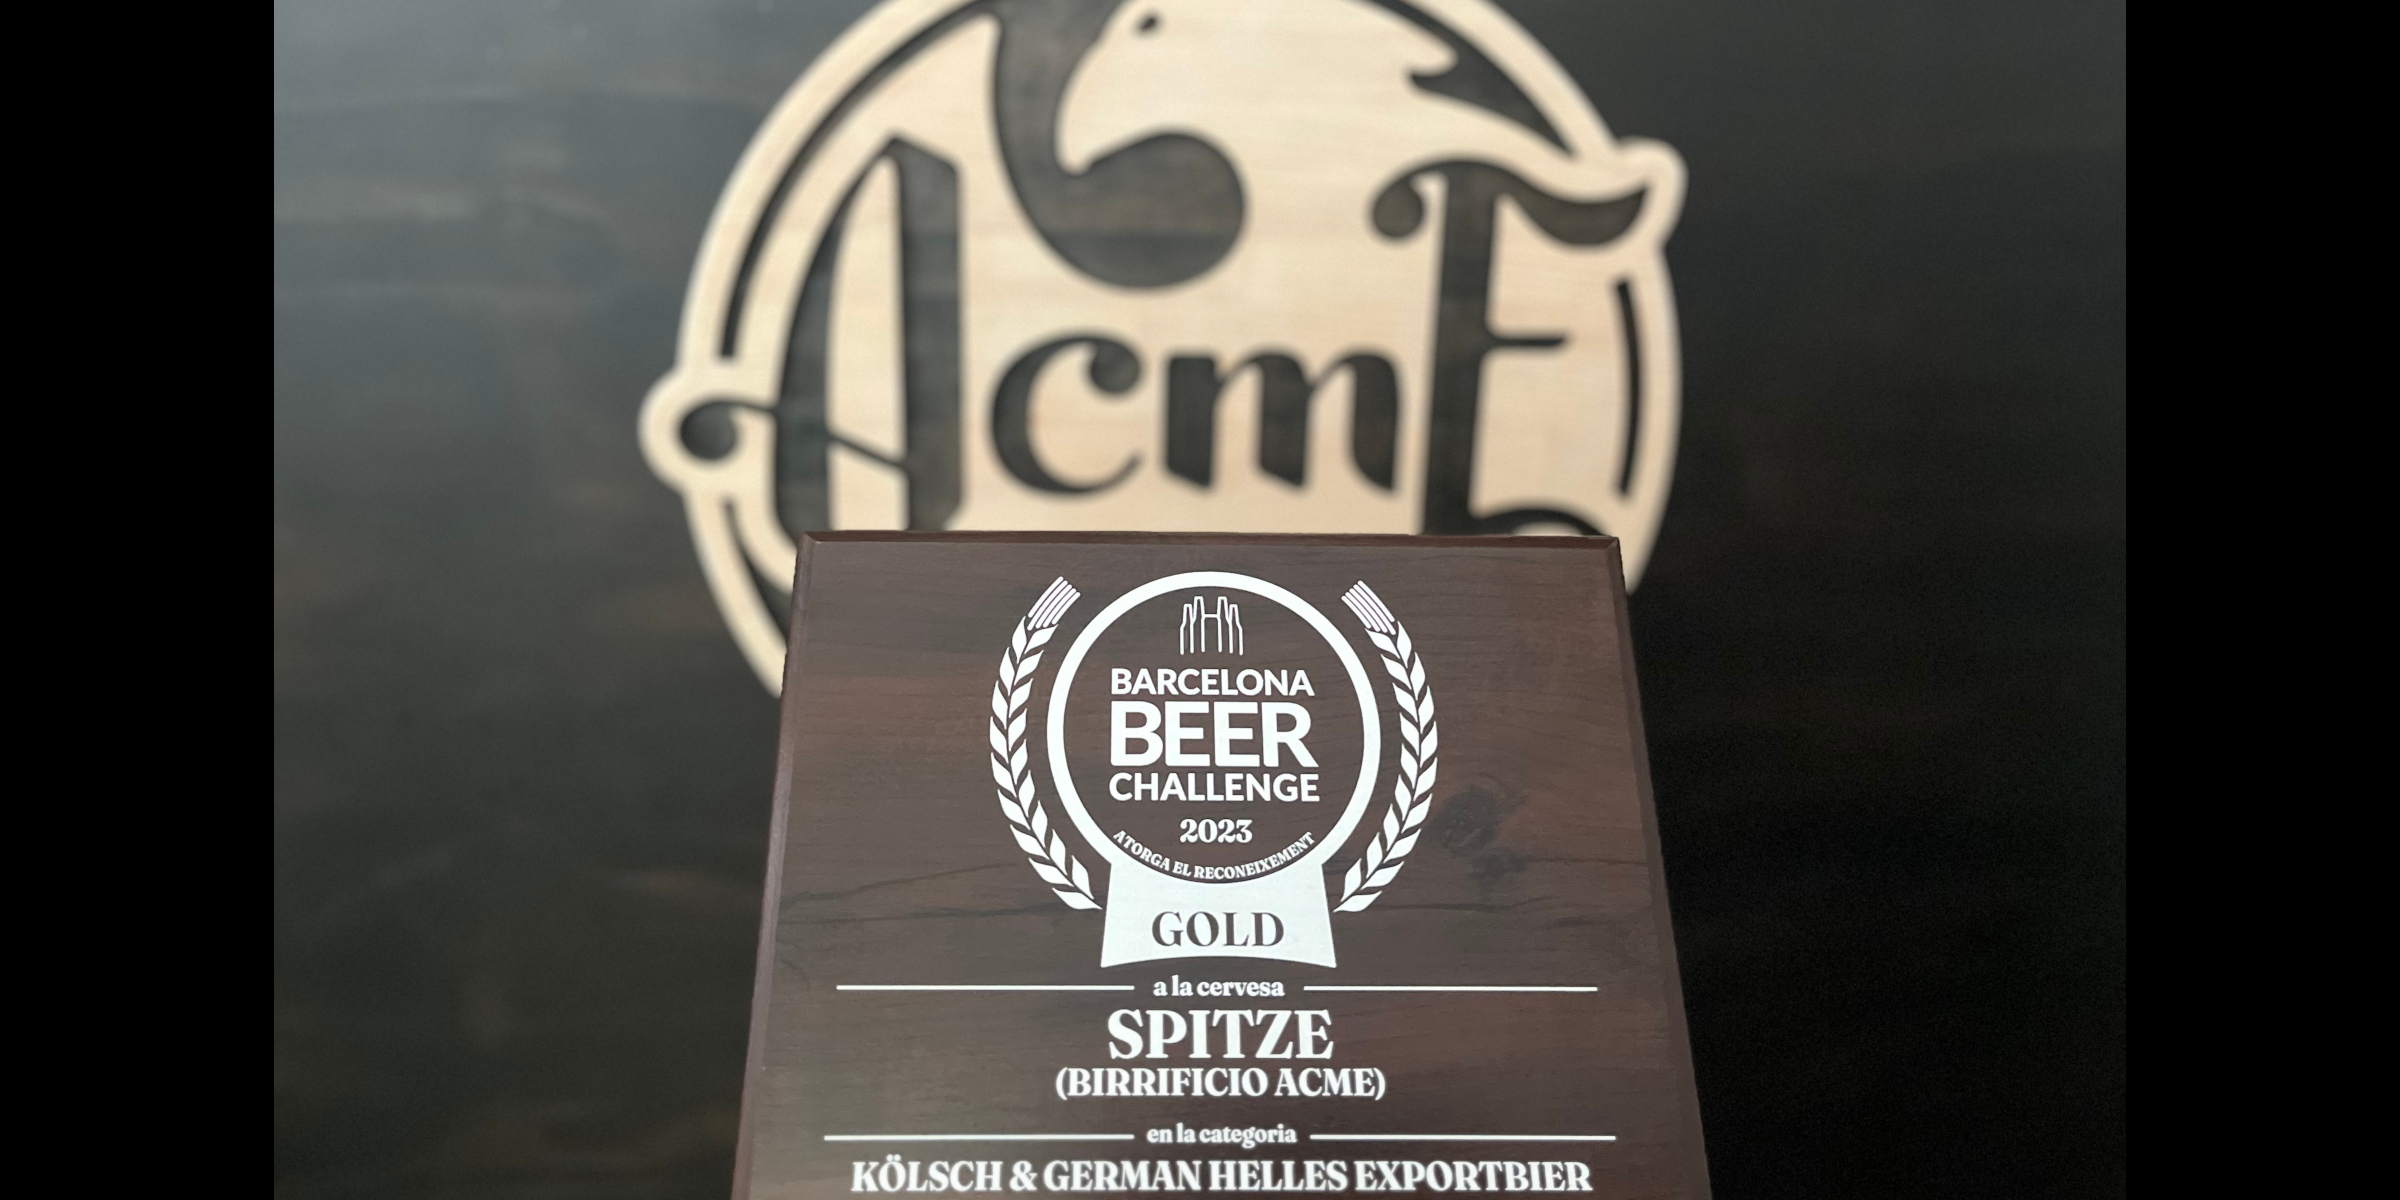 AcmE
BARCELONA
BEER
CHALLENGE
2023
ATORGA EL RECONEIXEMENT
GOLD
a la cervesa
SPITZE
(BIRRIFICIO ACME)
en la categoria
KÖLSCH & GERMAN HELLES EXPORTBIER